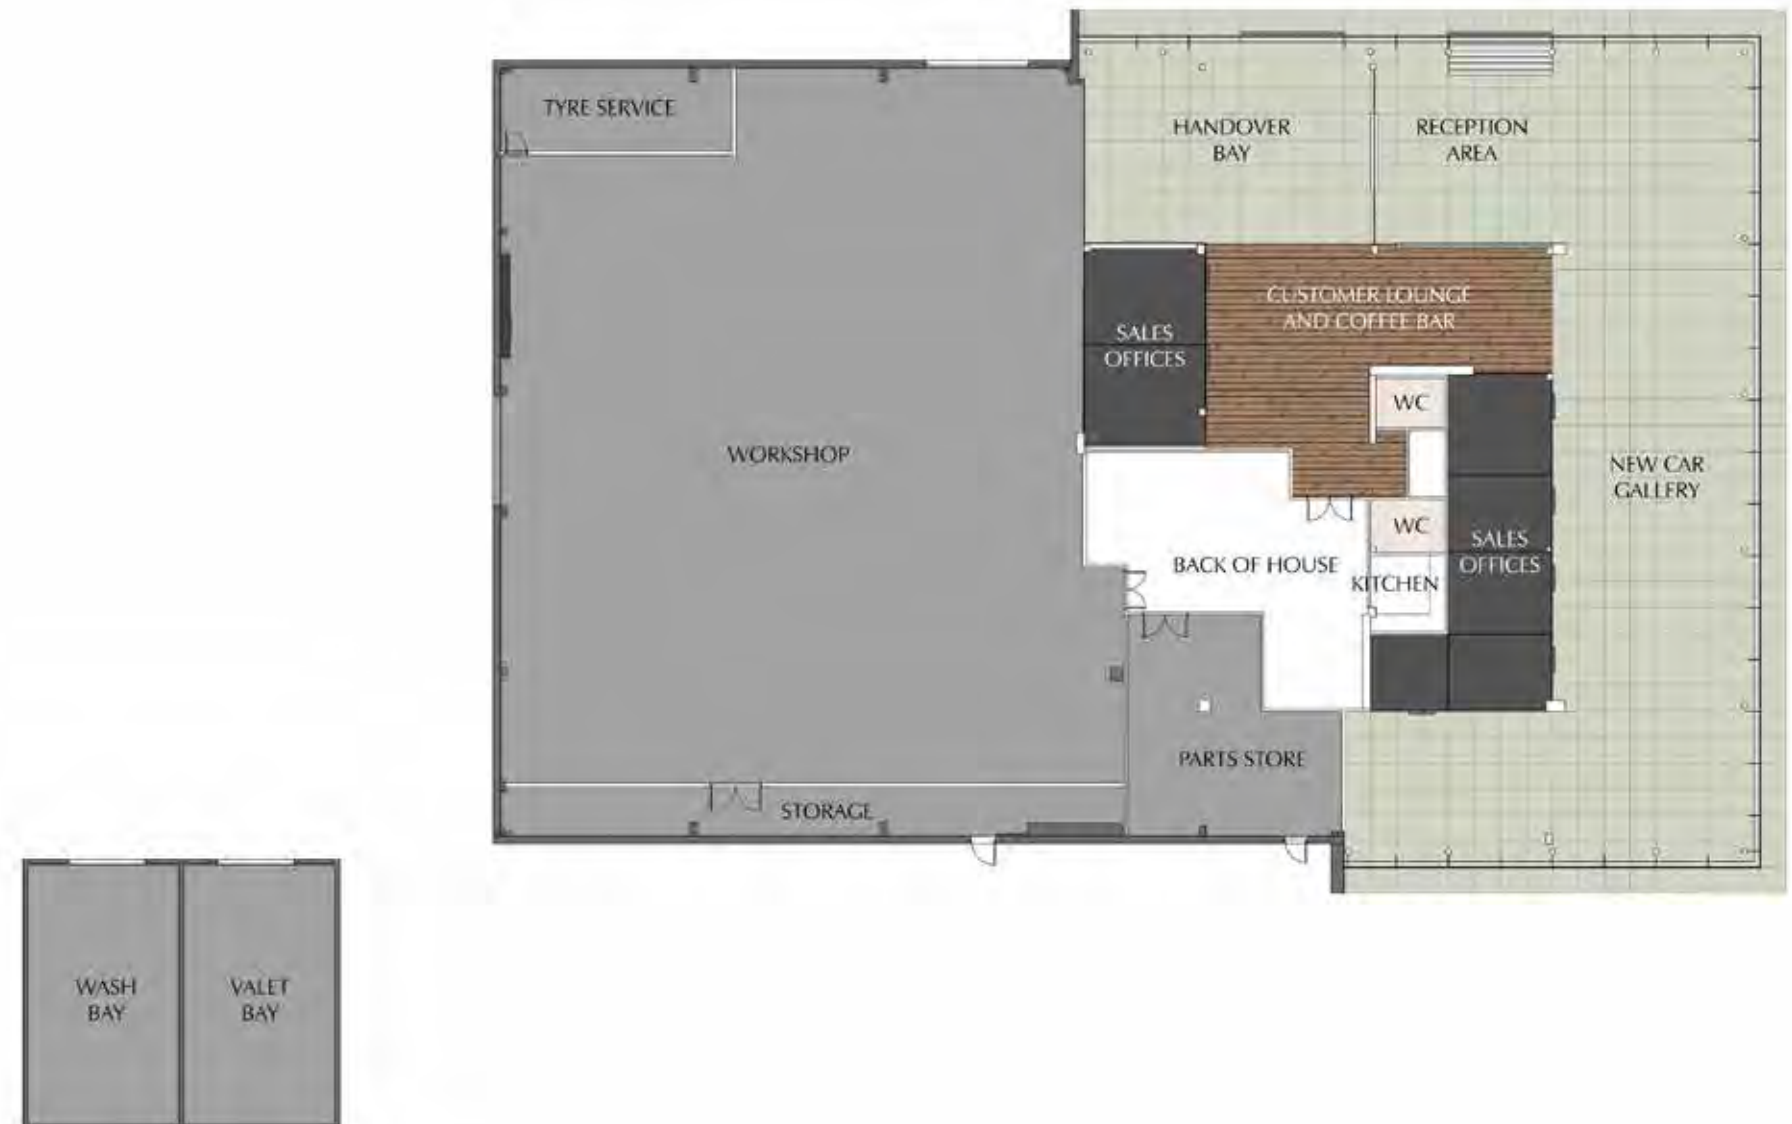 TYRE SERVICE
HANDOVER
BAY
RECEPTION
AREA
CUSTOMER LOUNGE
AND COFFEE BAR
SALES
OFFICES
WC
WORKSHOP
NEW CAR
GALLERY
WC
SALES
OFFICES
BACK OF HOUSE
KITCHEN
PARTS STORE
STORAGE
WASH
BAY
VALET
BAY